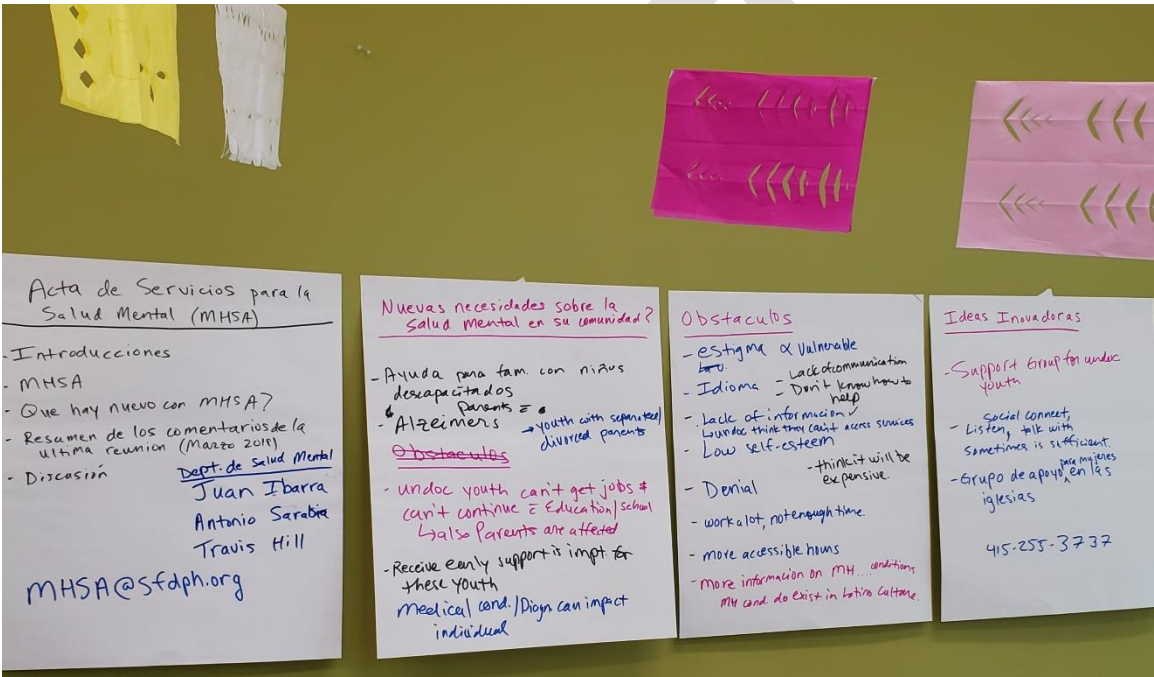 Acta de Servicios para la
Salud Mental (MHSA)
- Introducciones
- MHSA
- Que hay nuevo con MHSA?
- Resumen de los comentarios de la
ultima reunion (Marzo 2018)
- Discusión
Dept. de Salud Mental
Juan Ibarra
Antonio Sarabia
Travis Hill
MHSA@sfdph.org
Nuevas necesidades sobre la
Salud Mental en su comunidad?
- Ayuda para fam. con niños
descapacitados
Parents =
- Alzeimers → youth with separated/
divorced parents
Obstaculos
- undoc youth can't get jobs &
can't continue = Education/school
↳ also Parents are affected
- Receive early support is impt. for
these youth
Medical cond./Diagn can impact
individual
Obstaculos
- estigma & Vulnerable
- Idioma - Lack of communication
- Don't know how to
help
- Lack of informacion ✓
↳ undoc think they can't access services
- Low self-esteem
- think it will be
expensive.
- Denial
- work a lot, not enough time.
- more accessible hours
- More informacion on MH.... conditions
MH cond. do exist in Latino Culture.
Ideas Inovadoras
- Support Group for undoc
youth
Social connect,
- Listen, talk with
Sometimes is sufficient.
- Grupo de apoyo para mujeres en las
iglesias
415-255-3737